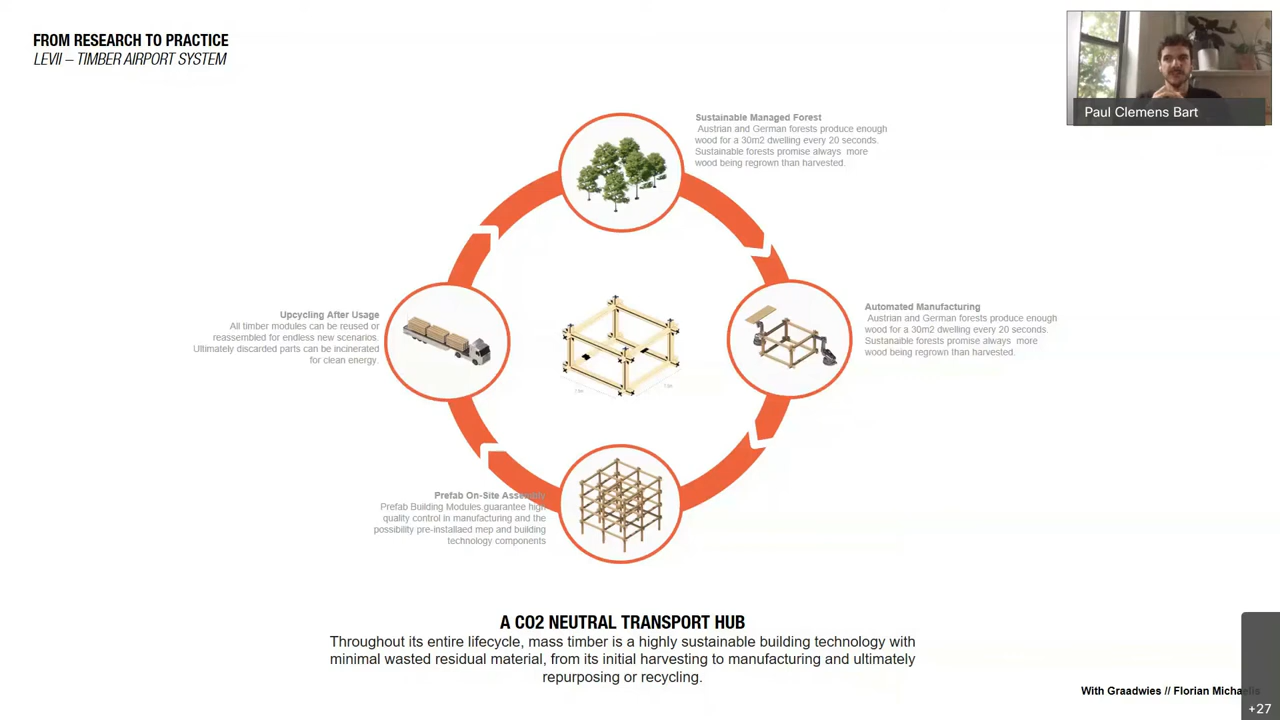 FROM RESEARCH TO PRACTICE
LEVII – TIMBER AIRPORT SYSTEM
Paul Clemens Bart
Sustainable Managed Forest
Austrian and German forests produce enough
wood for a 30m2 dwelling every 20 seconds.
Sustainable forests promise always more
wood being regrown than harvested.
Upcycling After Usage
All timber modules can be reused or
reassembled for endless new scenarios.
Ultimately discarded parts can be incinerated
for clean energy.
Automated Manufacturing
Austrian and German forests produce enough
wood for a 30m2 dwelling every 20 seconds.
Sustainable forests promise always more
wood being regrown than harvested.
Prefab On-Site Assembly
Prefab Building Modules guarantee high
quality control in manufacturing and the
possibility pre-installaed mep and building
technology components
A CO2 NEUTRAL TRANSPORT HUB
Throughout its entire lifecycle, mass timber is a highly sustainable building technology with
minimal wasted residual material, from its initial harvesting to manufacturing and ultimately
repurposing or recycling.
With Graadwies // Florian Michaelis
+27